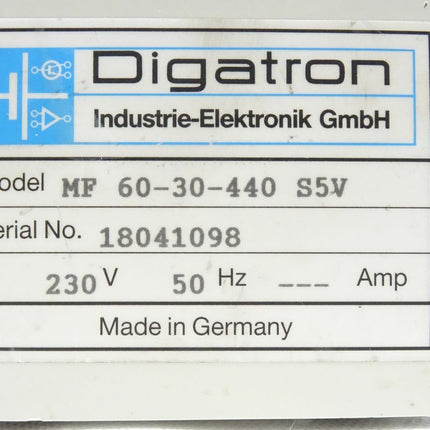 Digatron
Industrie-Elektronik GmbH
odel MF 60-30-440 S5V
erial No. 18041098
230 V 50 Hz --- Amp
Made in Germany